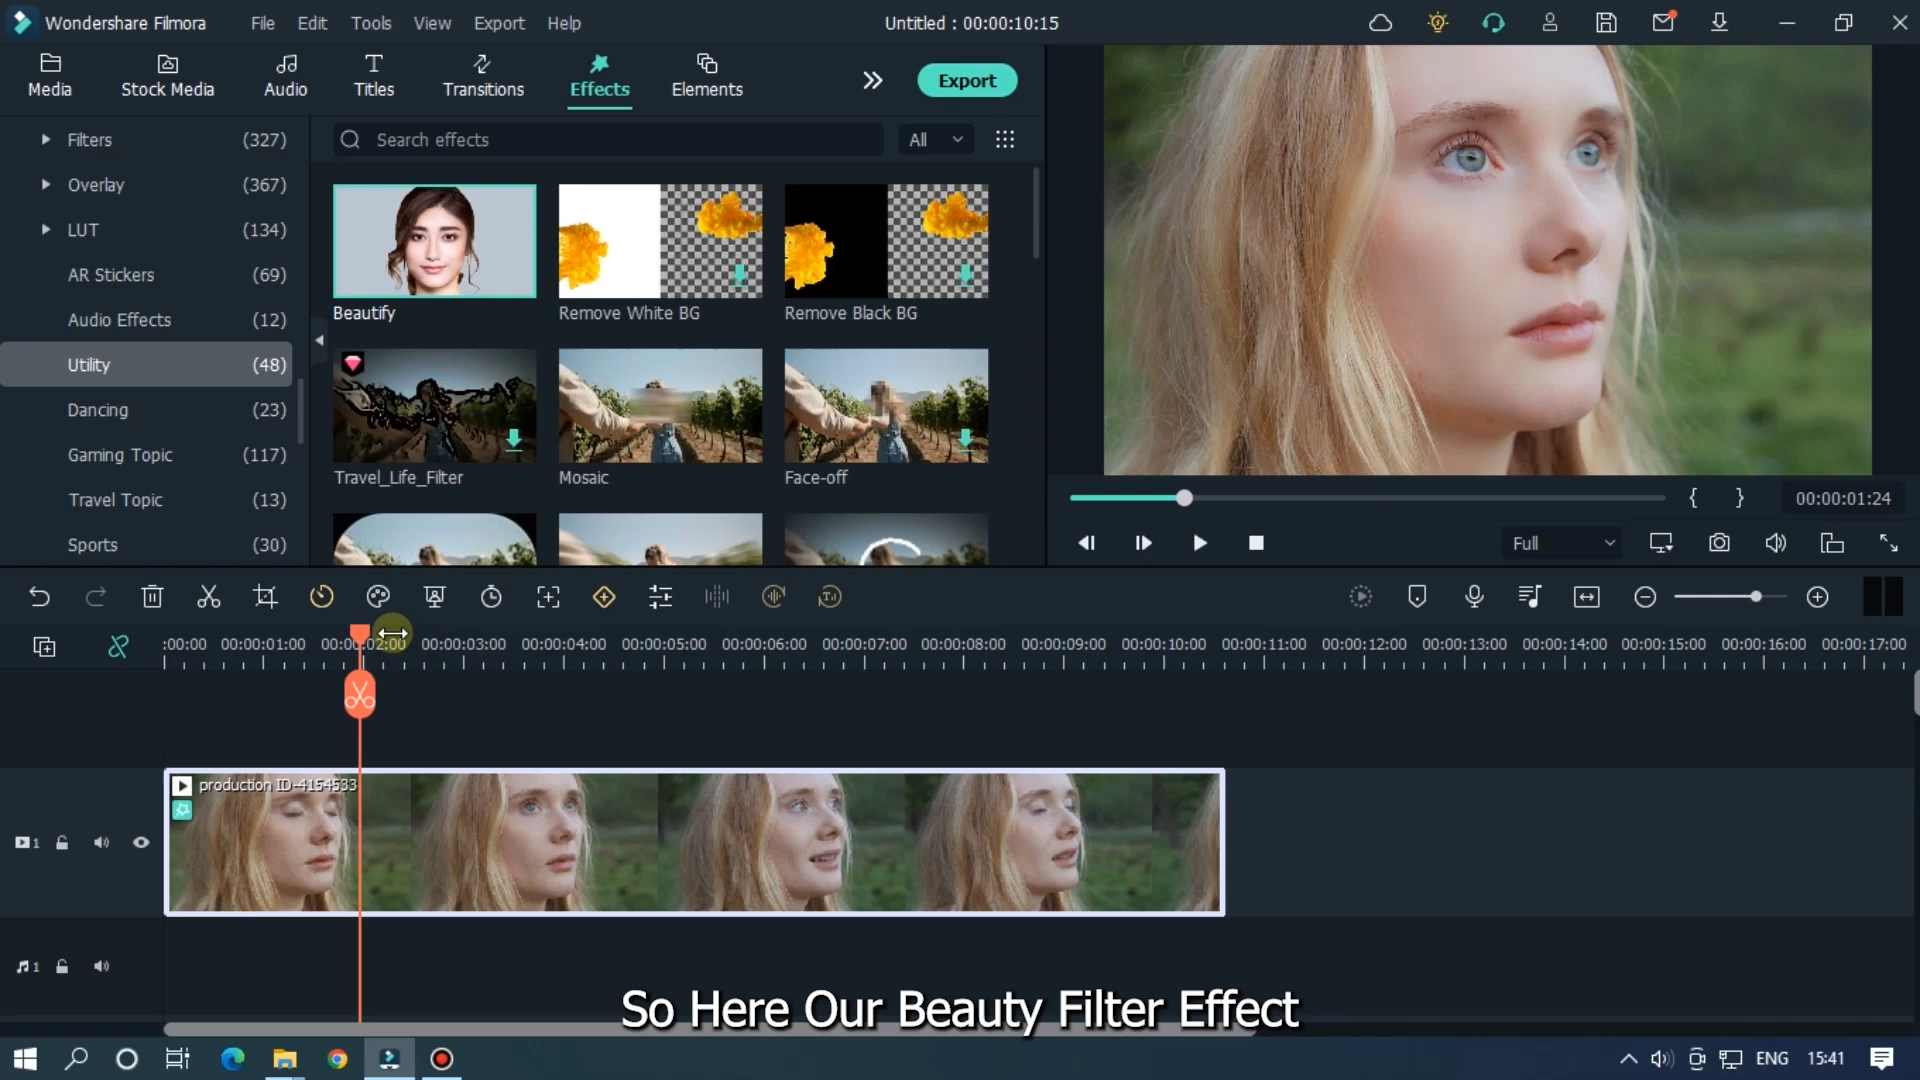 Wondershare Filmora File Edit Tools View Export Help Untitled : 00:00:10:15
Media Stock Media Audio Titles Transitions Effects Elements Export
Search effects All
Filters (327)
Overlay (367)
LUT (134)
AR Stickers (69)
Audio Effects (12)
Utility (48)
Dancing (23)
Gaming Topic (117)
Travel Topic (13)
Sports (30)
Beautify Remove White BG Remove Black BG
Travel_Life_Filter Mosaic Face-off
{ } 00:00:01:24
Full
:00:00 00:00:01:00 00:00:02:00 00:00:03:00 00:00:04:00 00:00:05:00 00:00:06:00 00:00:07:00 00:00:08:00 00:00:09:00 00:00:10:00 00:00:11:00 00:00:12:00 00:00:13:00 00:00:14:00 00:00:15:00 00:00:16:00 00:00:17:00
production ID-4154533
1
1
So Here Our Beauty Filter Effect
ENG 15:41